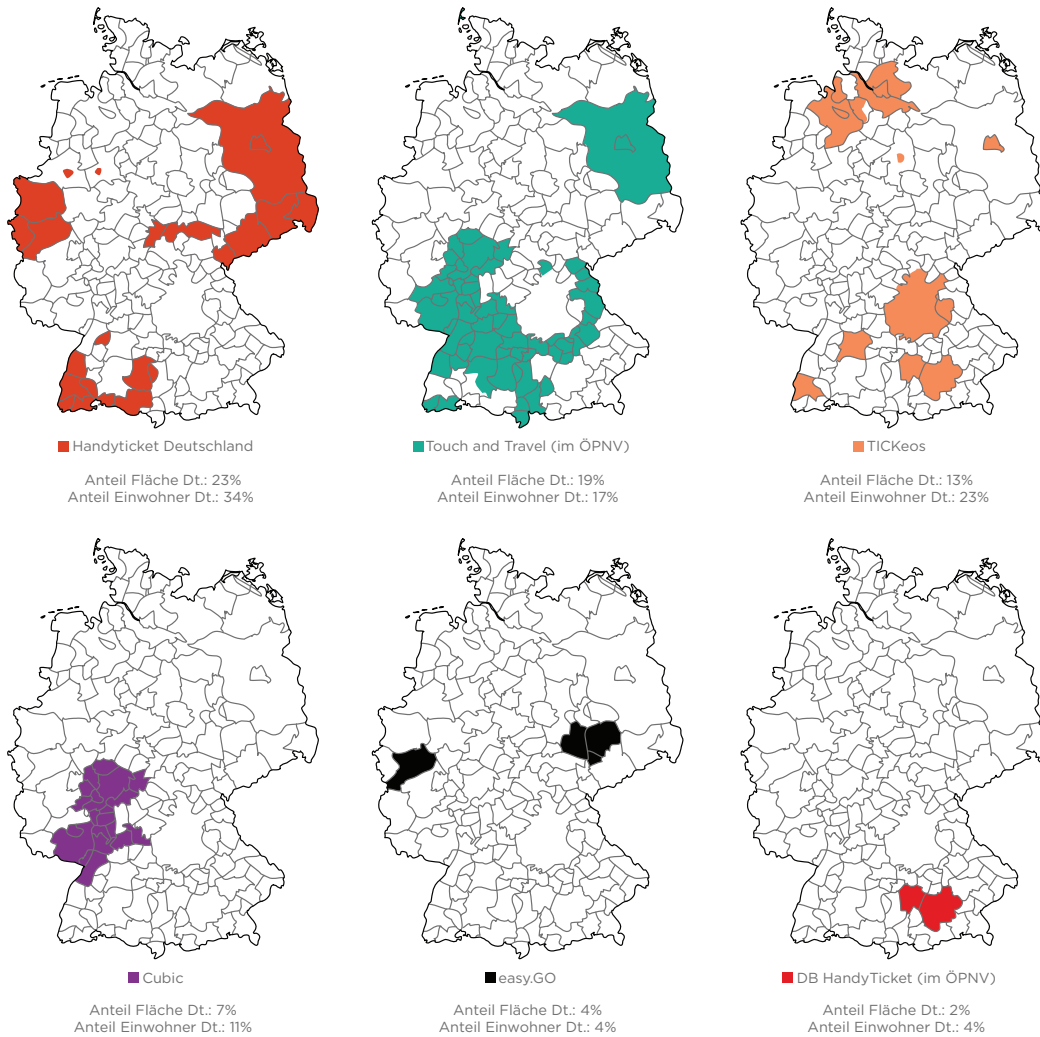 Handyticket Deutschland
Anteil Fläche Dt.: 23%
Anteil Einwohner Dt.: 34%
Touch and Travel (im ÖPNV)
Anteil Fläche Dt.: 19%
Anteil Einwohner Dt.: 17%
TICKeos
Anteil Fläche Dt.: 13%
Anteil Einwohner Dt.: 23%
Cubic
Anteil Fläche Dt.: 7%
Anteil Einwohner Dt.: 11%
easy.GO
Anteil Fläche Dt.: 4%
Anteil Einwohner Dt.: 4%
DB HandyTicket (im ÖPNV)
Anteil Fläche Dt.: 2%
Anteil Einwohner Dt.: 4%